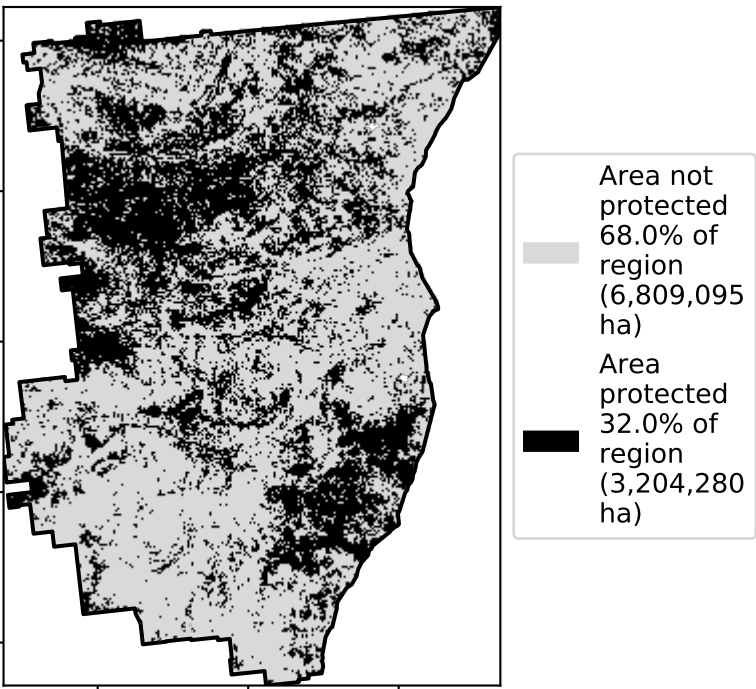 Area not
protected
68.0% of
region
(6,809,095
ha)
Area
protected
32.0% of
region
(3,204,280
ha)